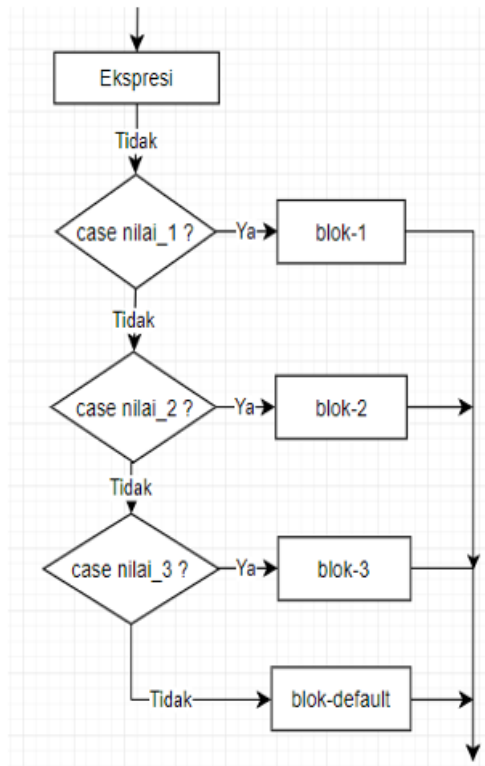 Ekspresi
Tidak
case nilai_1 ?
Ya
blok-1
Tidak
case nilai_2 ?
Ya
blok-2
Tidak
case nilai_3 ?
Ya
blok-3
Tidak
blok-default